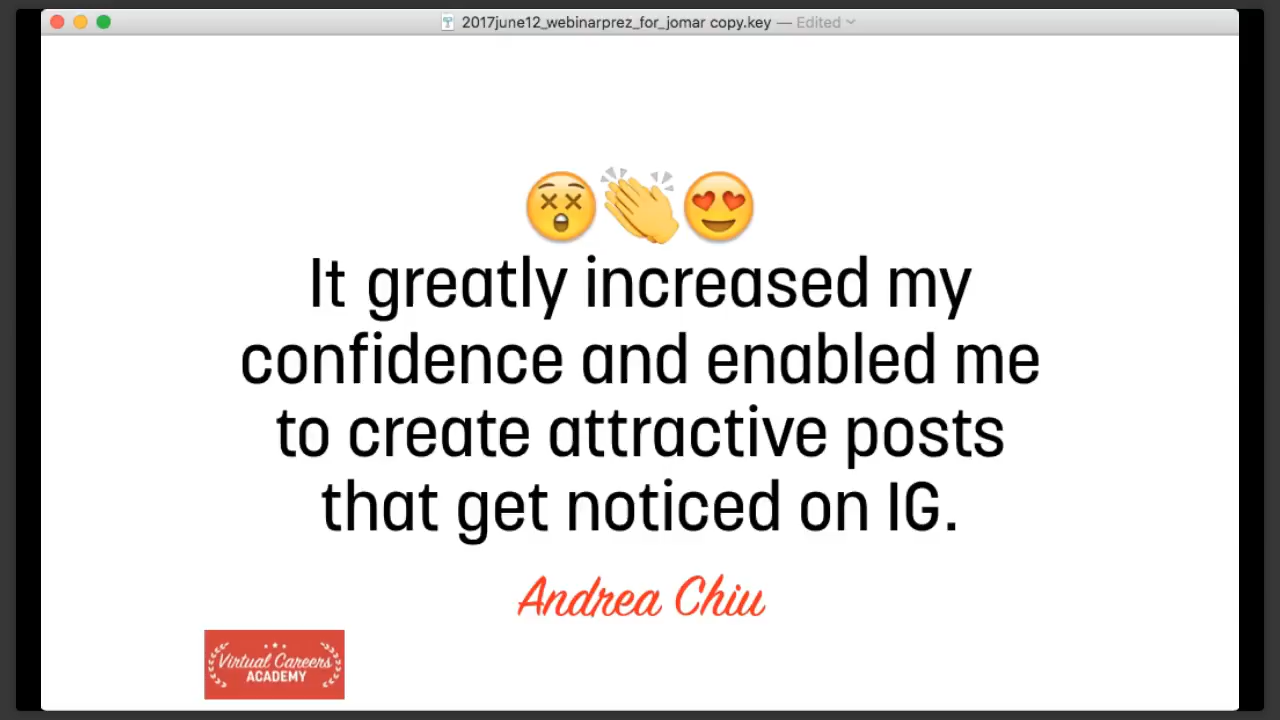 2017june12_webinarprez_for_jomar copy.key — Edited
😲👏😍
It greatly increased my
confidence and enabled me
to create attractive posts
that get noticed on IG.
Andrea Chiu
Virtual Careers
ACADEMY